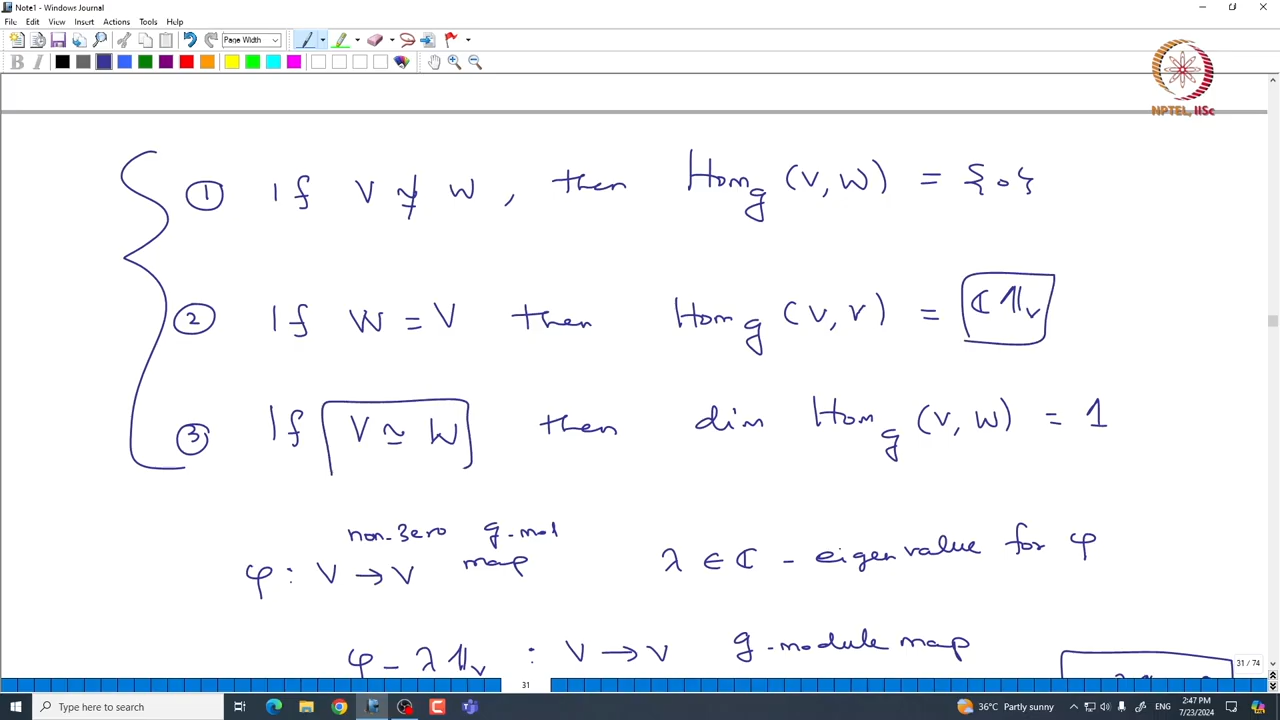 Note1 - Windows Journal
File Edit View Insert Actions Tools Help
Page Width
B I
NPTEL, IISc
① If V ≄ W , then Hom_g (V, W) = {0}
② If W = V then Hom_g (V, V) = ℂ 𝟙_V
③ If V ≃ W then dim Hom_g (V, W) = 1
non-zero g-mod
φ : V → V map λ ∈ ℂ - eigenvalue for φ
φ - λ 𝟙_V : V → V g-module map
31
31 / 74
Type here to search
36°C Partly sunny
ENG
2:47 PM
7/23/2024